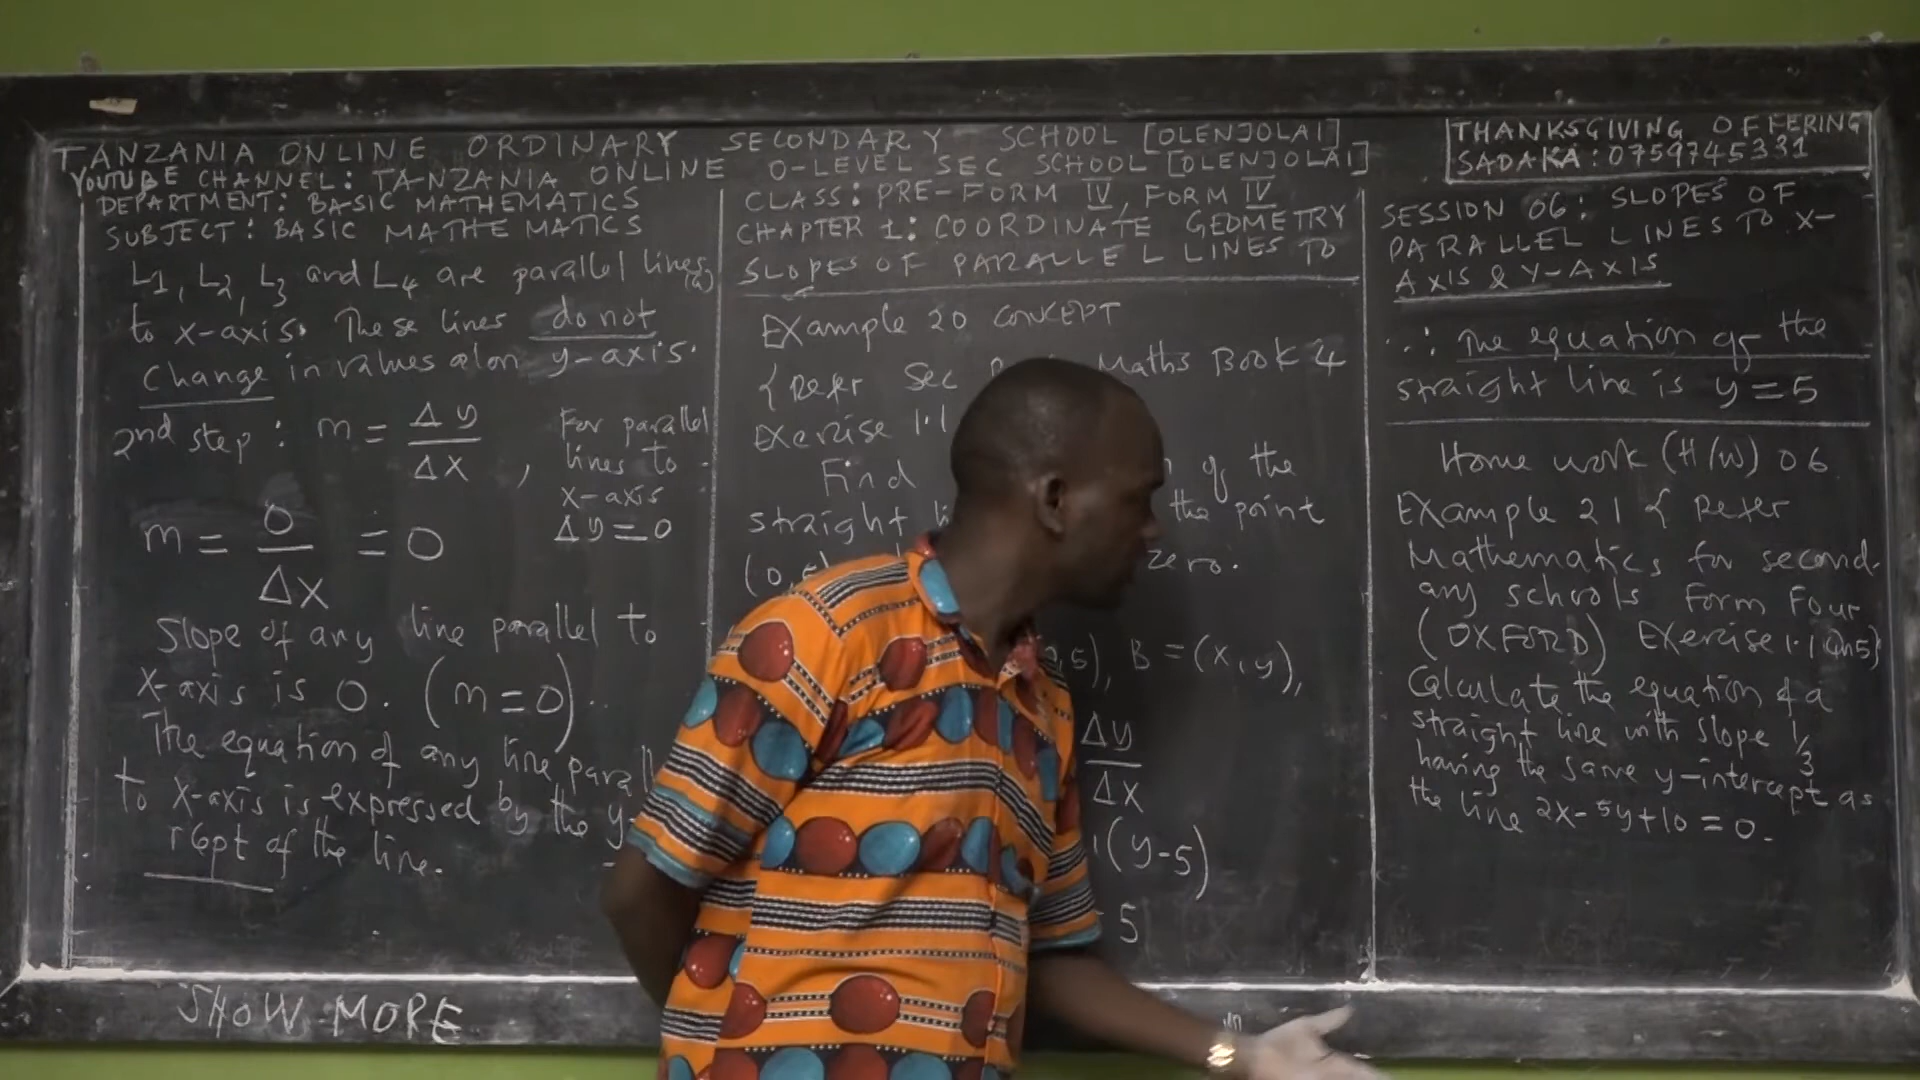 TANZANIA ONLINE ORDINARY SECONDARY SCHOOL [OLENJOLAI]
YOUTUBE CHANNEL: TANZANIA ONLINE O-LEVEL SEC SCHOOL [OLENJOLAI]
DEPARTMENT: BASIC MATHEMATICS
SUBJECT: BASIC MATHEMATICS
L1, L2, L3 and L4 are parallel lines
to x-axis. These lines do not
change in values alon y-axis.
2nd step: m = Δy/Δx ,
For parallel
lines to
x-axis
Δy=0
m = 0/Δx = 0
Slope of any line parallel to
x-axis is 0. (m=0)..
The equation of any line parall
to x-axis is expressed by the y-
rcept of the line.
SHOW MORE
CLASS: PRE-FORM IV, FORM IV
CHAPTER 1: COORDINATE GEOMETRY
SLOPES OF PARALLEL LINES TO
Example 20 CONCEPT
{Refer Sec Maths Book 4
Exercise 1.1
Find of the
straight the point
(0, zero.
,5), B = (x,y),
Δy
Δx
(y-5)
5
THANKSGIVING OFFERING
SADAKA: 0759745331
SESSION 06: SLOPES OF
PARALLEL LINES TO X-
AXIS & Y-AXIS
∴ The equation of the
straight line is y=5
Home work (H/W) 06
Example 21 { Refer
Mathematics for second-
ary schools Form Four
(OXFORD) Exercise 1.1 Qn5}
Calculate the equation of a
straight line with slope 1/3
having the same y-intercept as
the line 2x-5y+10=0.